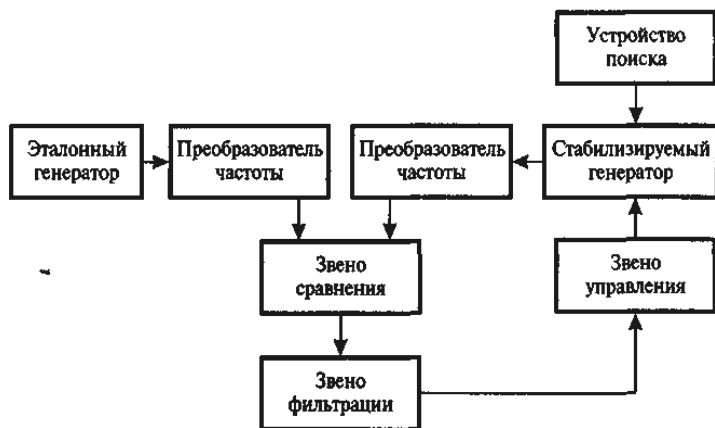 Устройство
поиска
Эталонный
генератор
Преобразователь
частоты
Преобразователь
частоты
Стабилизируемый
генератор
Звено
сравнения
Звено
управления
Звено
фильтрации